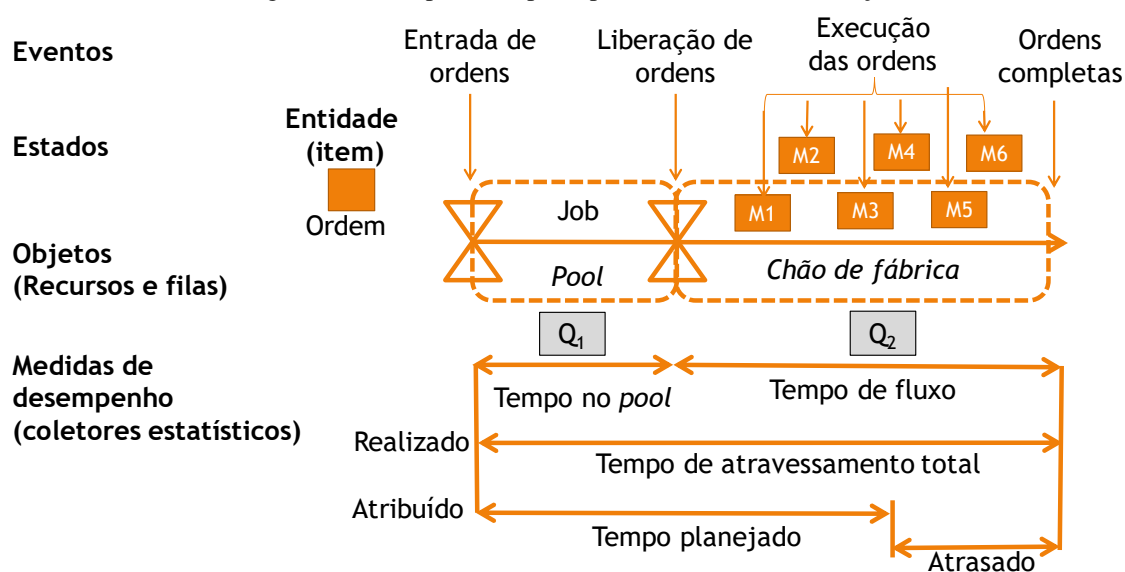 Eventos
Entrada de
ordens
Liberação de
ordens
Execução
das ordens
Ordens
completas
Estados
Entidade
(item)
Ordem
M2
M4
M6
M1
M3
M5
Job
Pool
Chão de fábrica
Objetos
(Recursos e filas)
Q1
Q2
Medidas de
desempenho
(coletores estatísticos)
Tempo no pool
Tempo de fluxo
Realizado
Tempo de atravessamento total
Atribuído
Tempo planejado
Atrasado